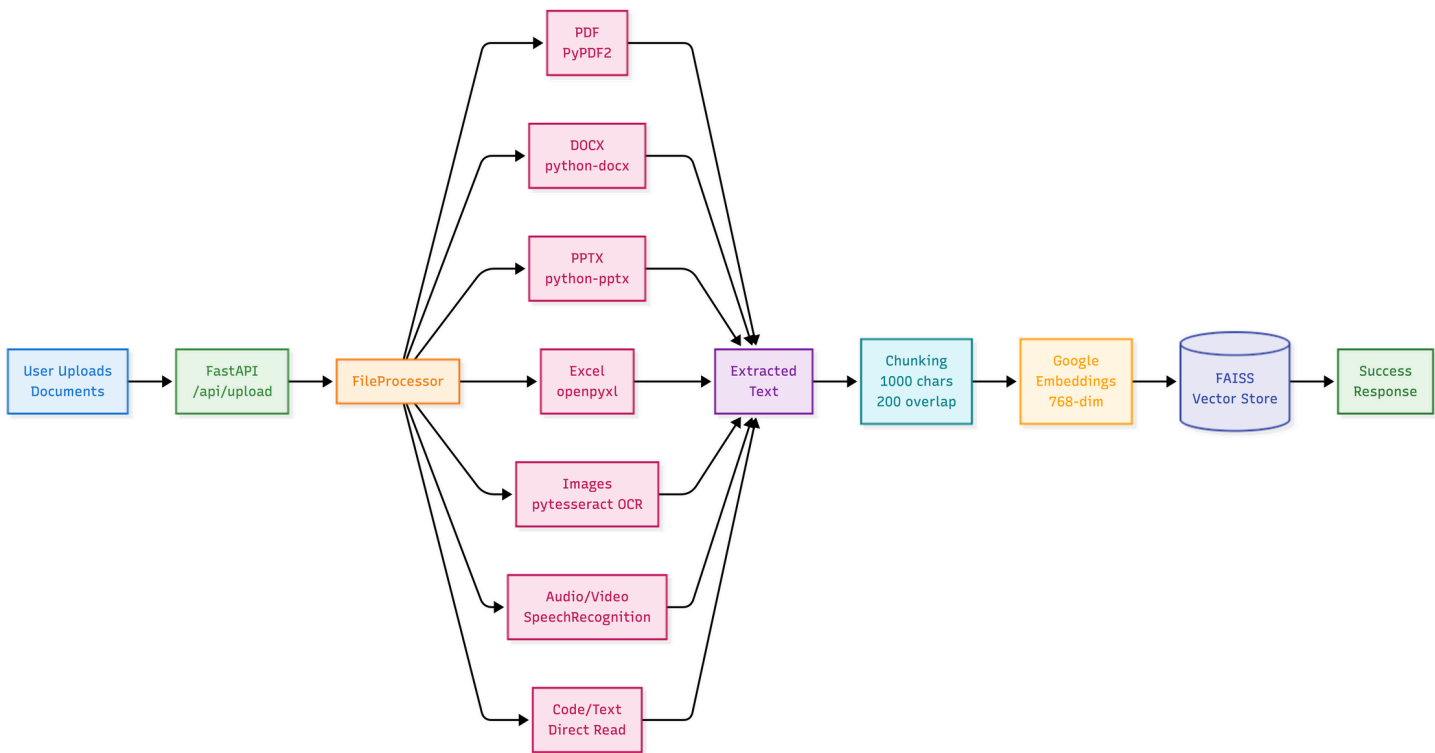 User Uploads
Documents
FastAPI
/api/upload
FileProcessor
PDF
PyPDF2
DOCX
python-docx
PPTX
python-pptx
Excel
openpyxl
Images
pytesseract OCR
Audio/Video
SpeechRecognition
Code/Text
Direct Read
Extracted
Text
Chunking
1000 chars
200 overlap
Google
Embeddings
768-dim
FAISS
Vector Store
Success
Response